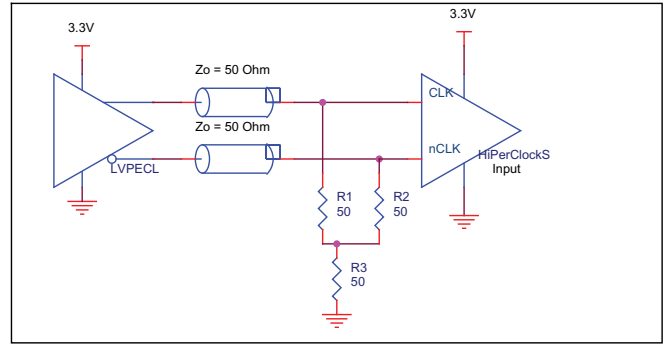 3.3V
3.3V
Zo = 50 Ohm
CLK
Zo = 50 Ohm
nCLK
LVPECL
HiPerClockS
Input
R1
50
R2
50
R3
50